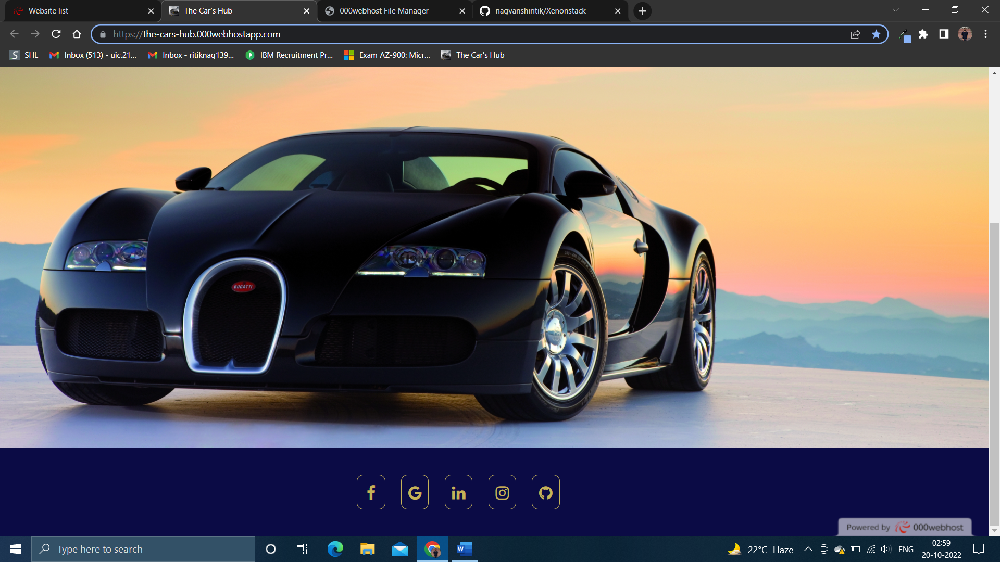 Website list
The Car's Hub
000webhost File Manager
nagvanshiritik/Xenonstack
https://the-cars-hub.000webhostapp.com
SHL
Inbox (513) - uic.21...
Inbox - ritiknag139...
IBM Recruitment Pr...
Exam AZ-900: Micr...
The Car's Hub
BUGATTI
Powered by 000webhost
Type here to search
22°C Haze
ENG
02:59
20-10-2022